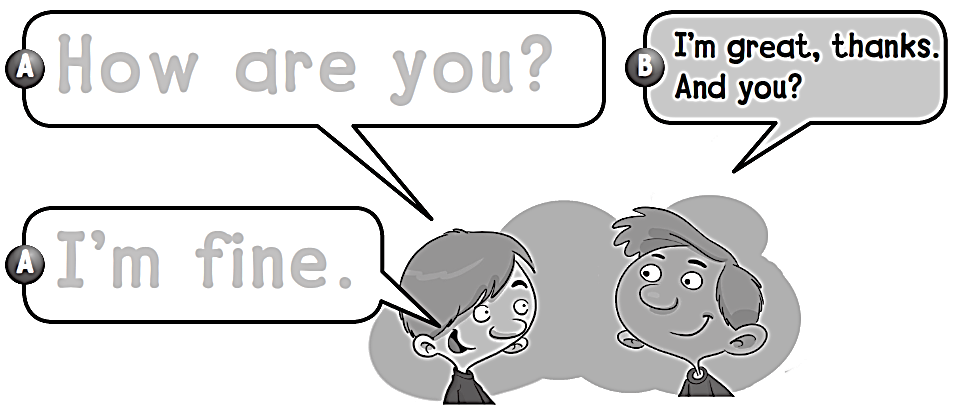 A How are you?
B I'm great, thanks.
And you?
A I'm fine.